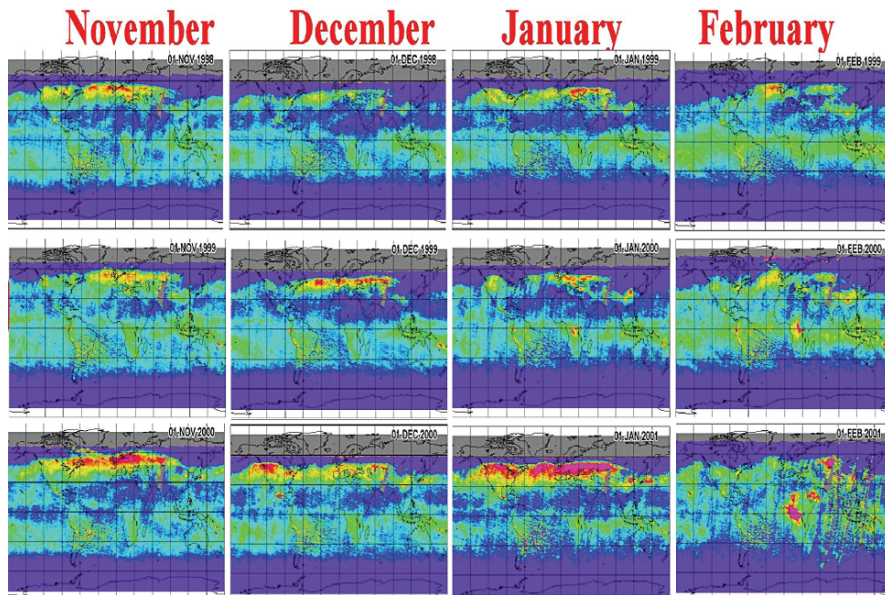 November December January February
01 NOV 1998 01 DEC 1998 01 JAN 1999 01 FEB 1999
01 NOV 1999 01 DEC 1999 01 JAN 2000 01 FEB 2000
01 NOV 2000 01 DEC 2000 01 JAN 2001 01 FEB 2001